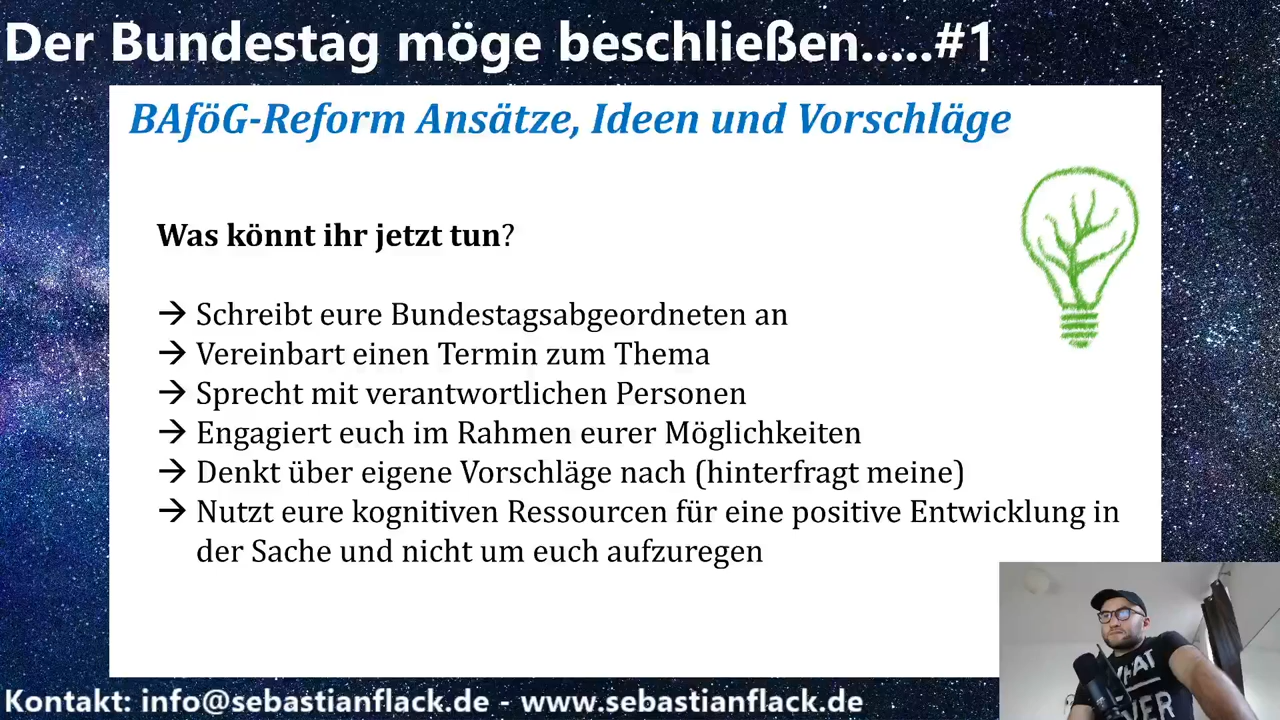 Der Bundestag möge beschließen.....#1
BAföG-Reform Ansätze, Ideen und Vorschläge
Was könnt ihr jetzt tun?
→ Schreibt eure Bundestagsabgeordneten an
→ Vereinbart einen Termin zum Thema
→ Sprecht mit verantwortlichen Personen
→ Engagiert euch im Rahmen eurer Möglichkeiten
→ Denkt über eigene Vorschläge nach (hinterfragt meine)
→ Nutzt eure kognitiven Ressourcen für eine positive Entwicklung in
der Sache und nicht um euch aufzuregen
Kontakt: info@sebastianflack.de - www.sebastianflack.de